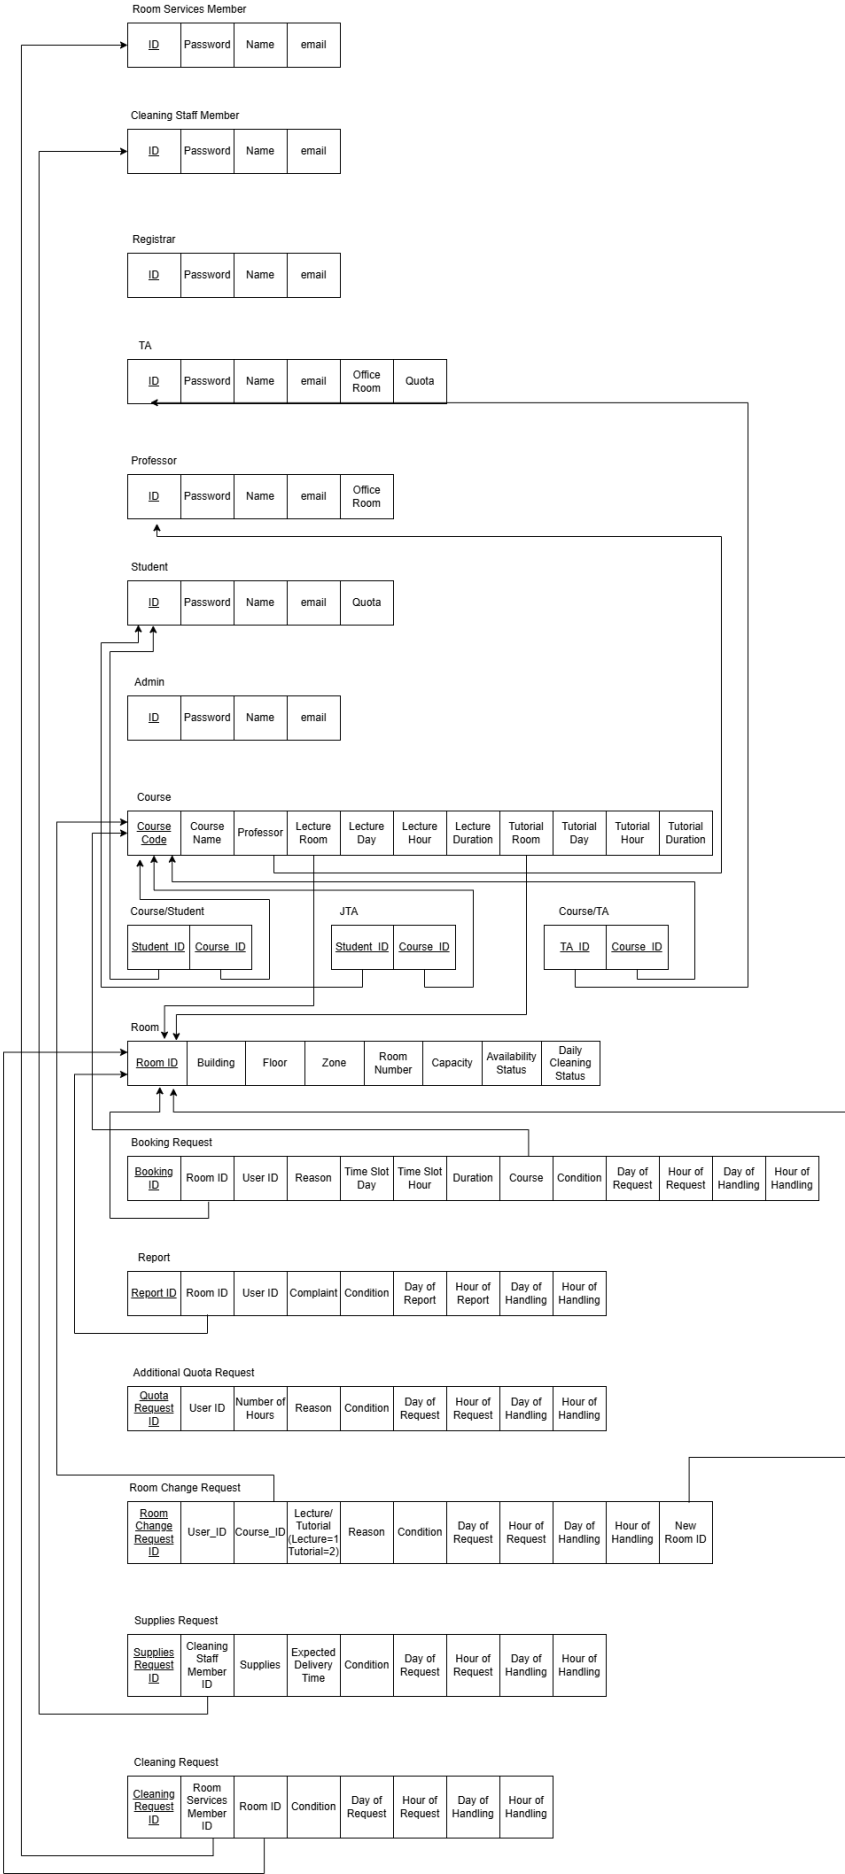 Room Services Member
ID Password Name email
Cleaning Staff Member
ID Password Name email
Registrar
ID Password Name email
TA
ID Password Name email Office Room Quota
Professor
ID Password Name email Office Room
Student
ID Password Name email Quota
Admin
ID Password Name email
Course
Course Code Course Name Professor Lecture Room Lecture Day Lecture Hour Lecture Duration Tutorial Room Tutorial Day Tutorial Hour Tutorial Duration
Course/Student JTA Course/TA
Student_ID Course_ID Student_ID Course_ID TA_ID Course_ID
Room
Room ID Building Floor Zone Room Number Capacity Availability Status Daily Cleaning Status
Booking Request
Booking ID Room ID User ID Reason Time Slot Day Time Slot Hour Duration Course Condition Day of Request Hour of Request Day of Handling Hour of Handling
Report
Report ID Room ID User ID Complaint Condition Day of Report Hour of Report Day of Handling Hour of Handling
Additional Quota Request
Quota Request ID User ID Number of Hours Reason Condition Day of Request Hour of Request Day of Handling Hour of Handling
Room Change Request
Room Change Request ID User_ID Course_ID Lecture/ Tutorial (Lecture=1 Tutorial=2) Reason Condition Day of Request Hour of Request Day of Handling Hour of Handling New Room ID
Supplies Request
Supplies Request ID Cleaning Staff Member ID Supplies Expected Delivery Time Condition Day of Request Hour of Request Day of Handling Hour of Handling
Cleaning Request
Cleaning Request ID Room Services Member ID Room ID Condition Day of Request Hour of Request Day of Handling Hour of Handling